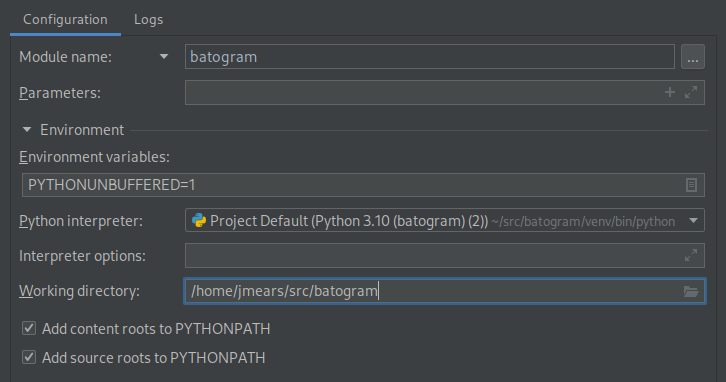 Configuration Logs
Module name: batogram ...
Parameters:
Environment
Environment variables:
PYTHONUNBUFFERED=1
Python interpreter: Project Default (Python 3.10 (batogram) (2)) ~/src/batogram/venv/bin/python
Interpreter options:
Working directory: /home/jmears/src/batogram
Add content roots to PYTHONPATH
Add source roots to PYTHONPATH